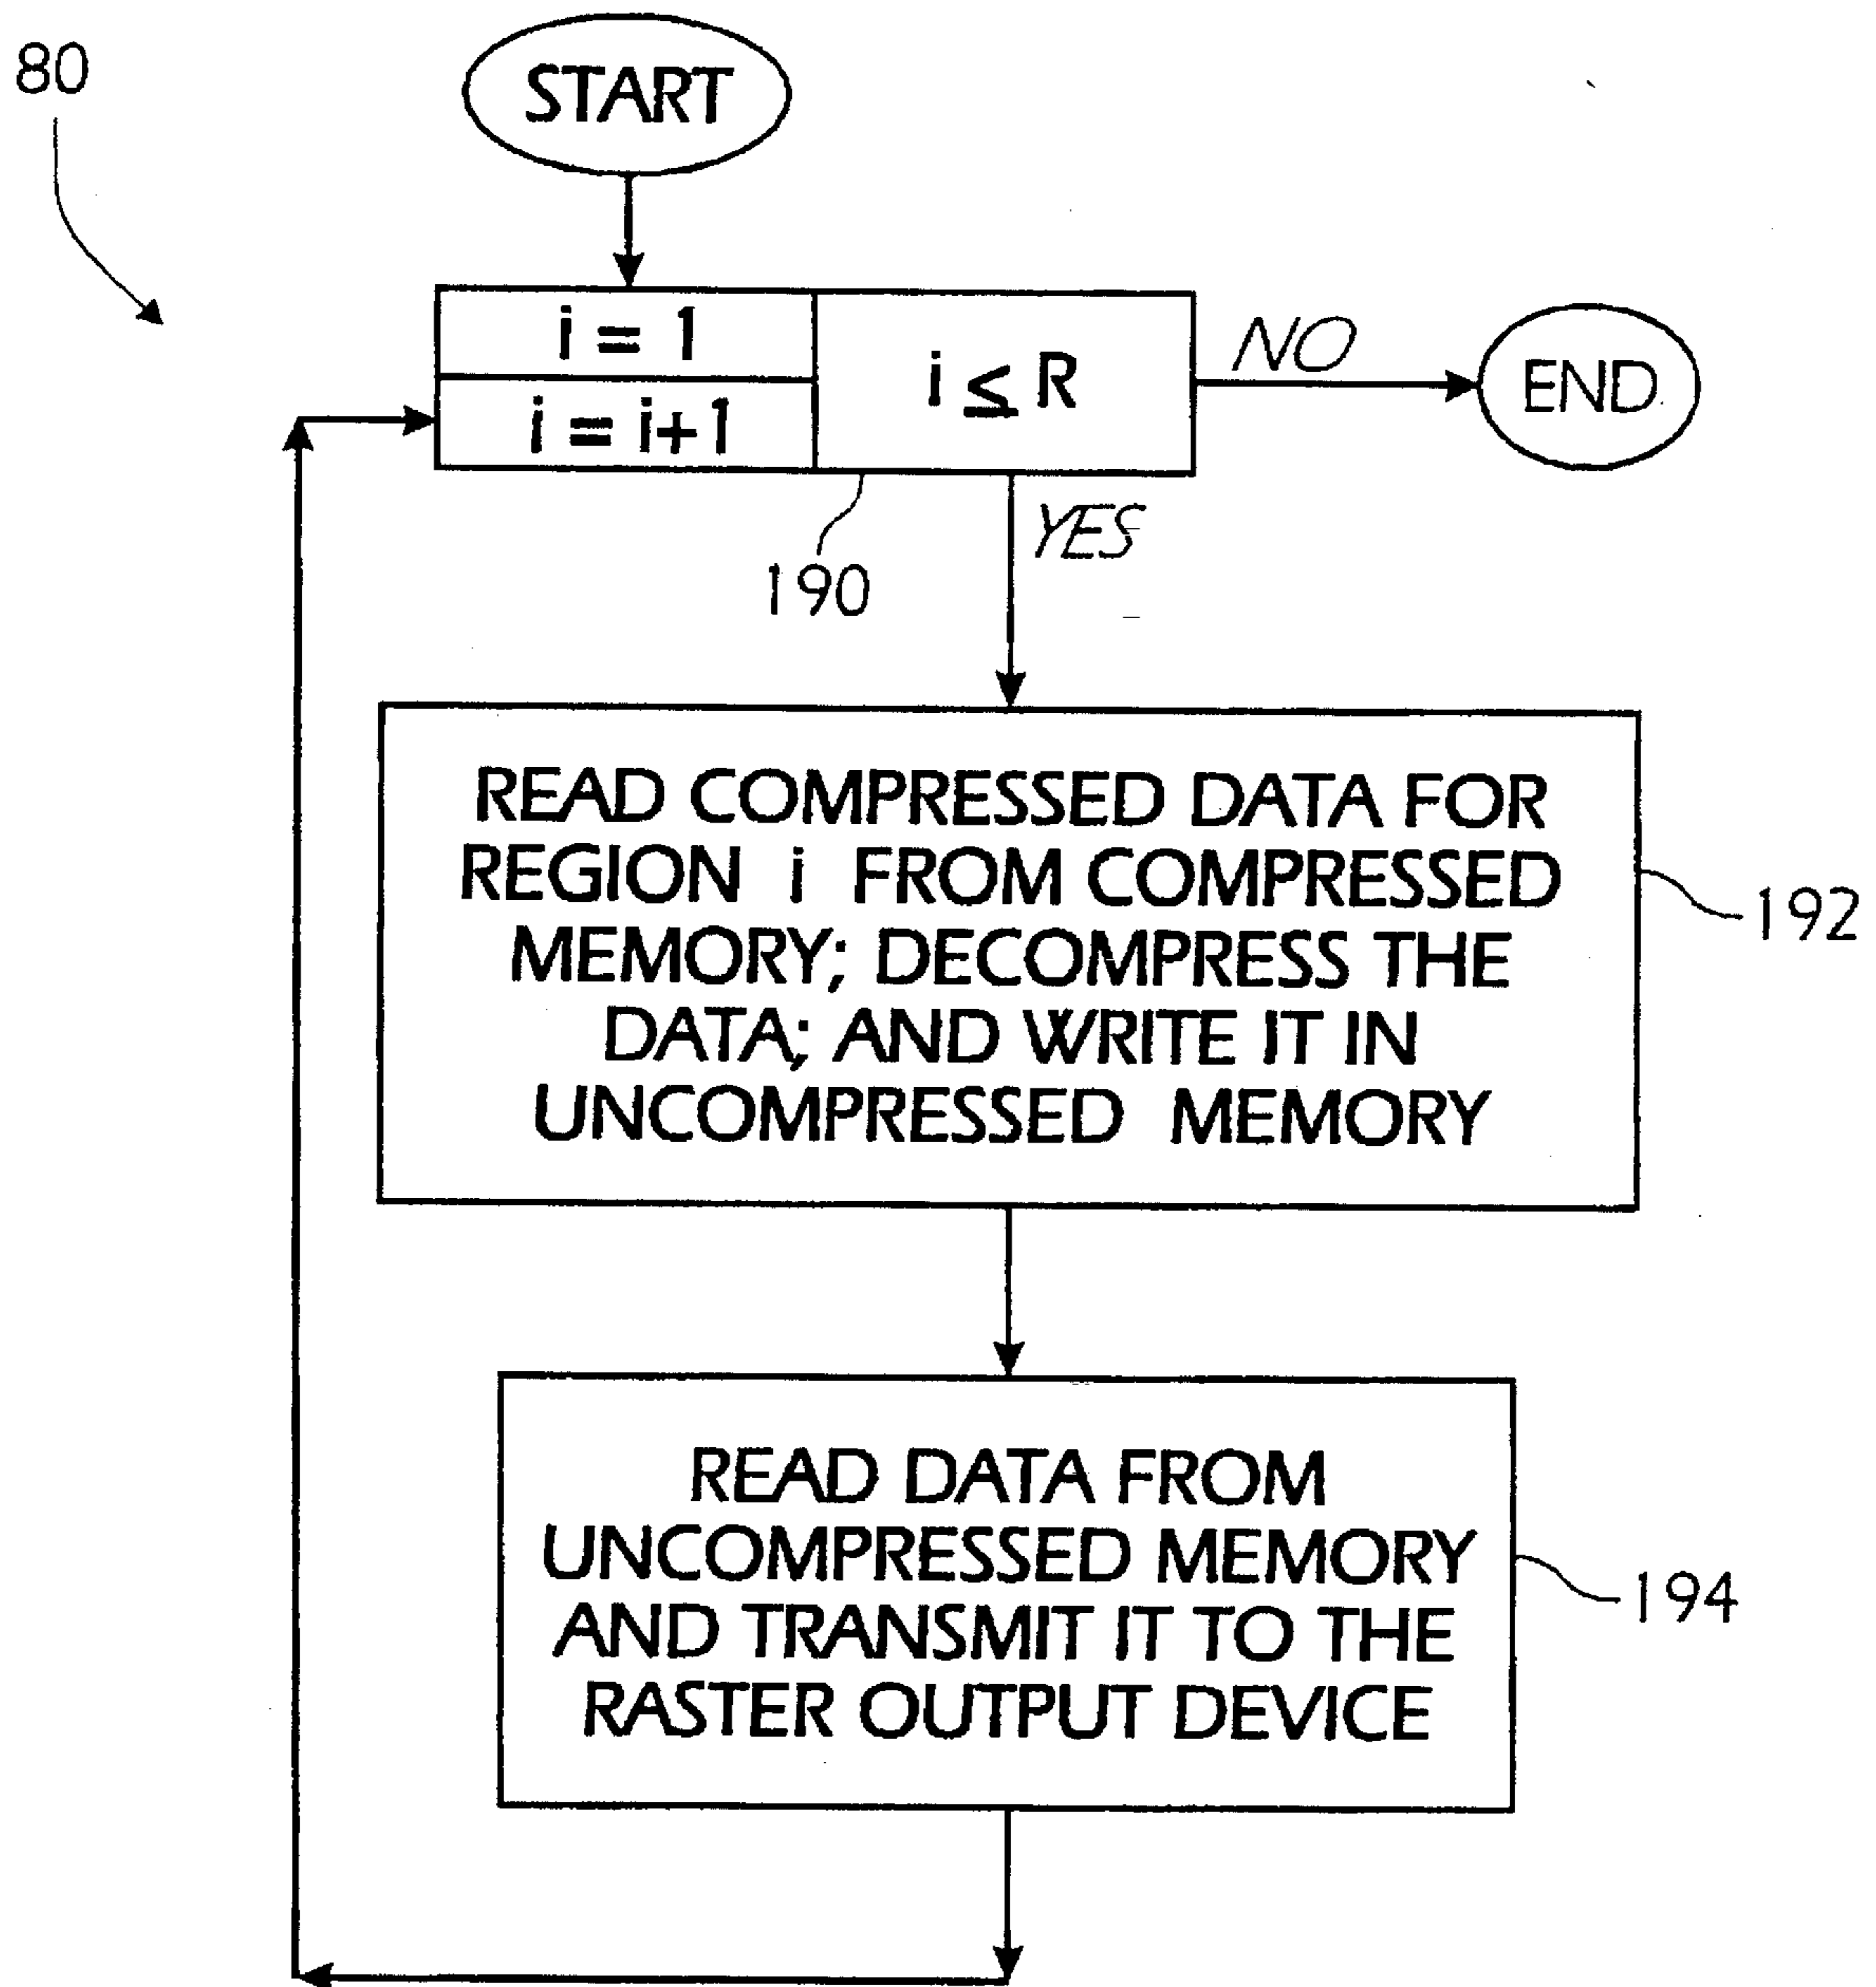 80
START
i = 1
i = i+1
i ≤ R
NO
END
YES
190
READ COMPRESSED DATA FOR
REGION i FROM COMPRESSED
MEMORY; DECOMPRESS THE
DATA; AND WRITE IT IN
UNCOMPRESSED MEMORY
192
READ DATA FROM
UNCOMPRESSED MEMORY
AND TRANSMIT IT TO THE
RASTER OUTPUT DEVICE
194